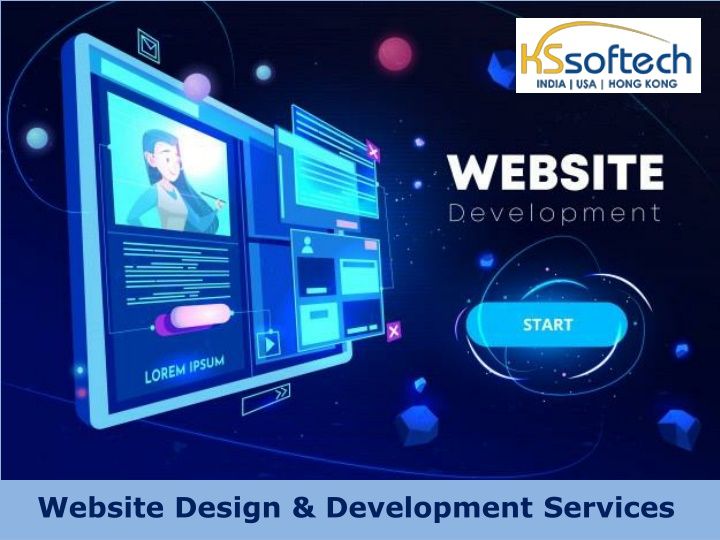 KSsoftech
INDIA | USA | HONG KONG
WEBSITE
Development
START
LOREM IPSUM
Website Design & Development Services